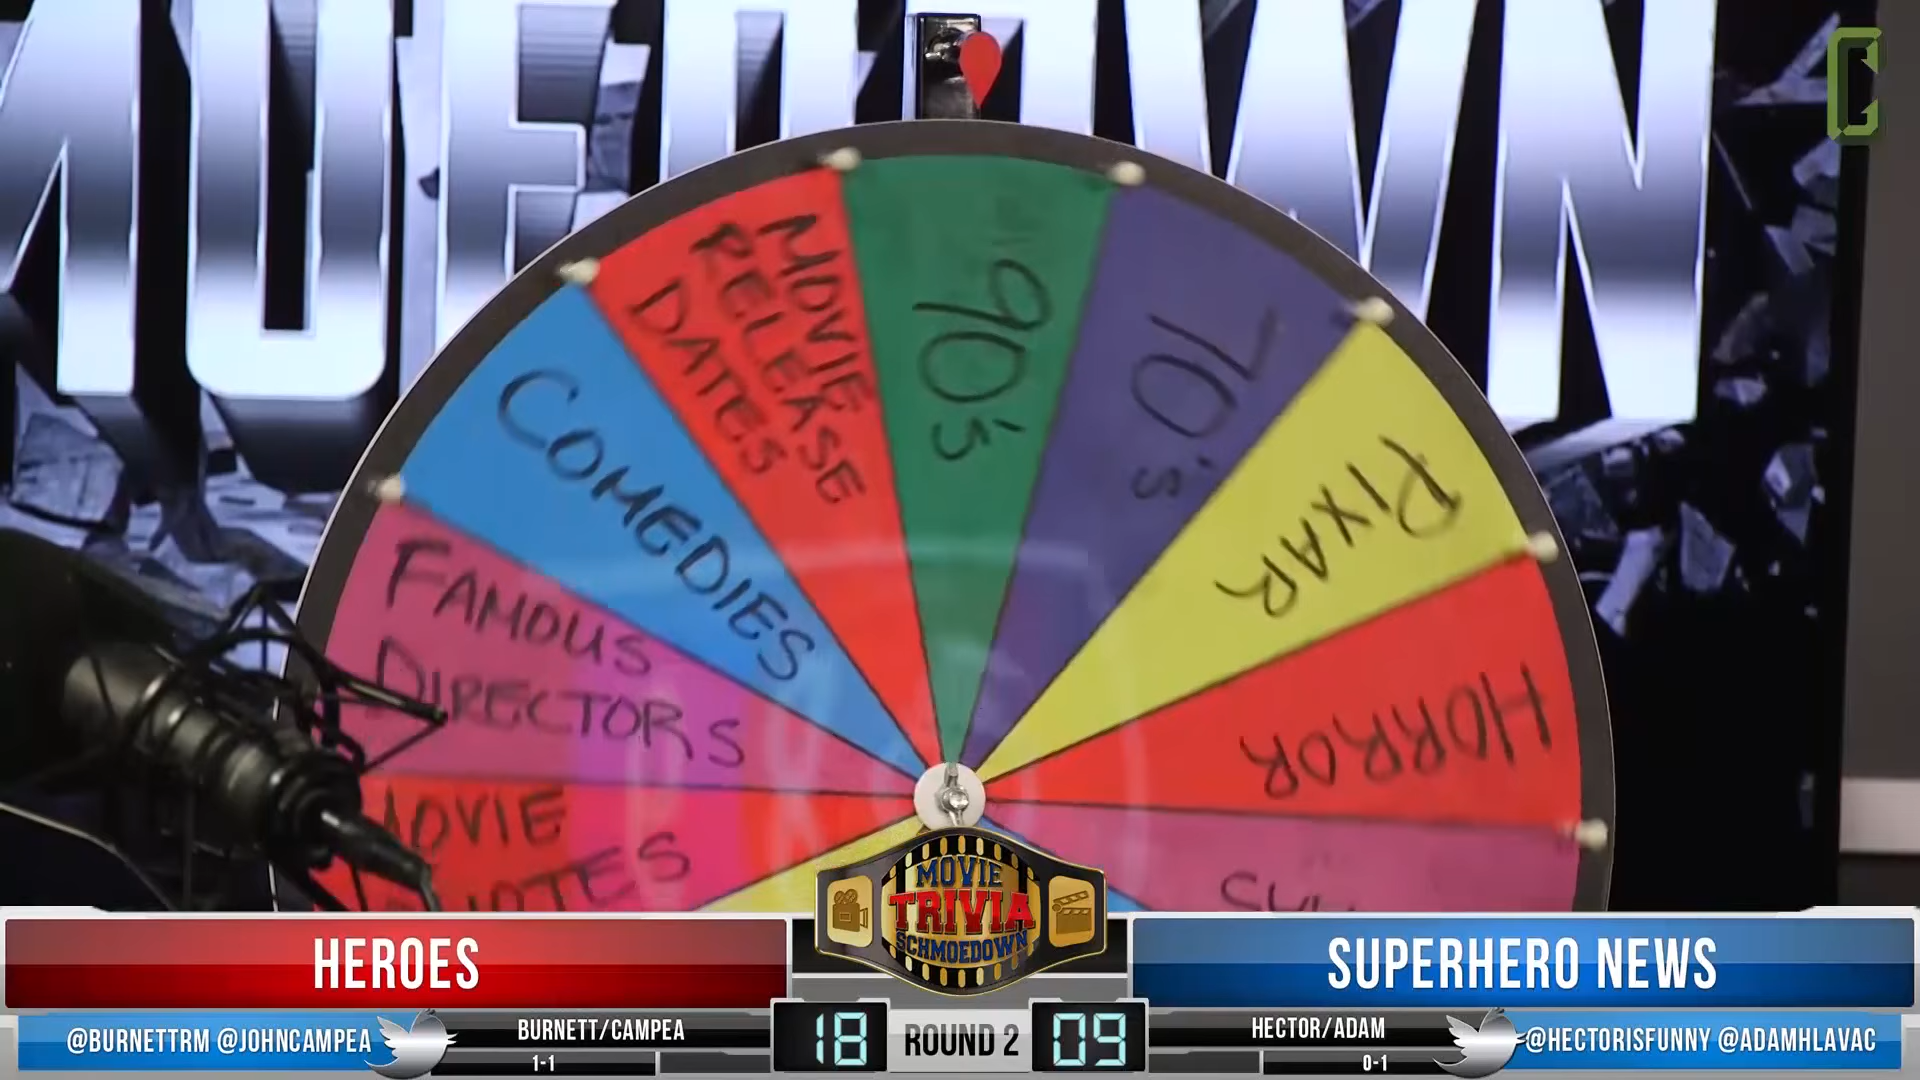 MOVIE
RELEASE
DATES
90's
70's
PIXAR
HORROR
COMEDIES
FAMOUS
DIRECTORS
MOVIE
MOVIE
TRIVIA
SCHMOEDOWN
HEROES
SUPERHERO NEWS
@BURNETTRM @JOHNCAMPEA
BURNETT/CAMPEA
1-1
18
ROUND 2
09
HECTOR/ADAM
0-1
@HECTORISFUNNY @ADAMHLAVAC